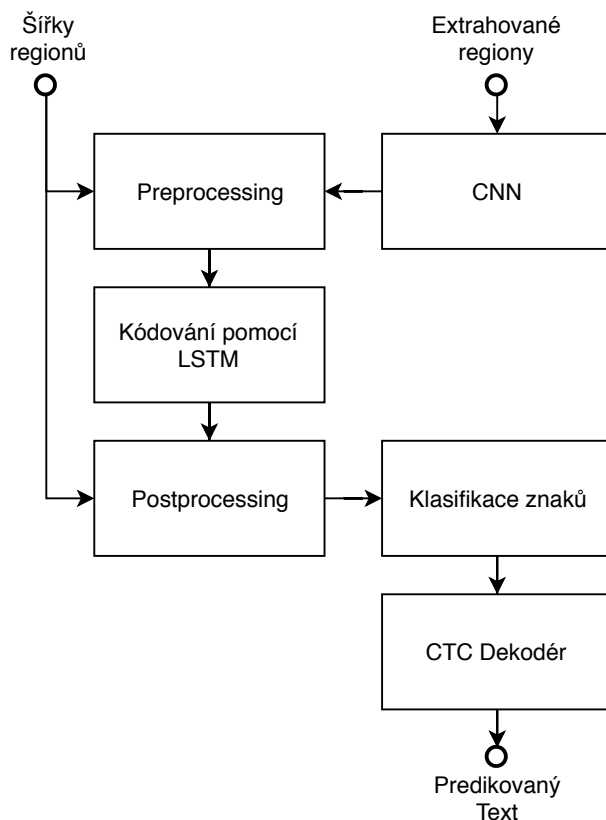 Šířky
regionů
Extrahované
regiony
Preprocessing
CNN
Kódování pomocí
LSTM
Postprocessing
Klasifikace znaků
CTC Dekodér
Predikovaný
Text